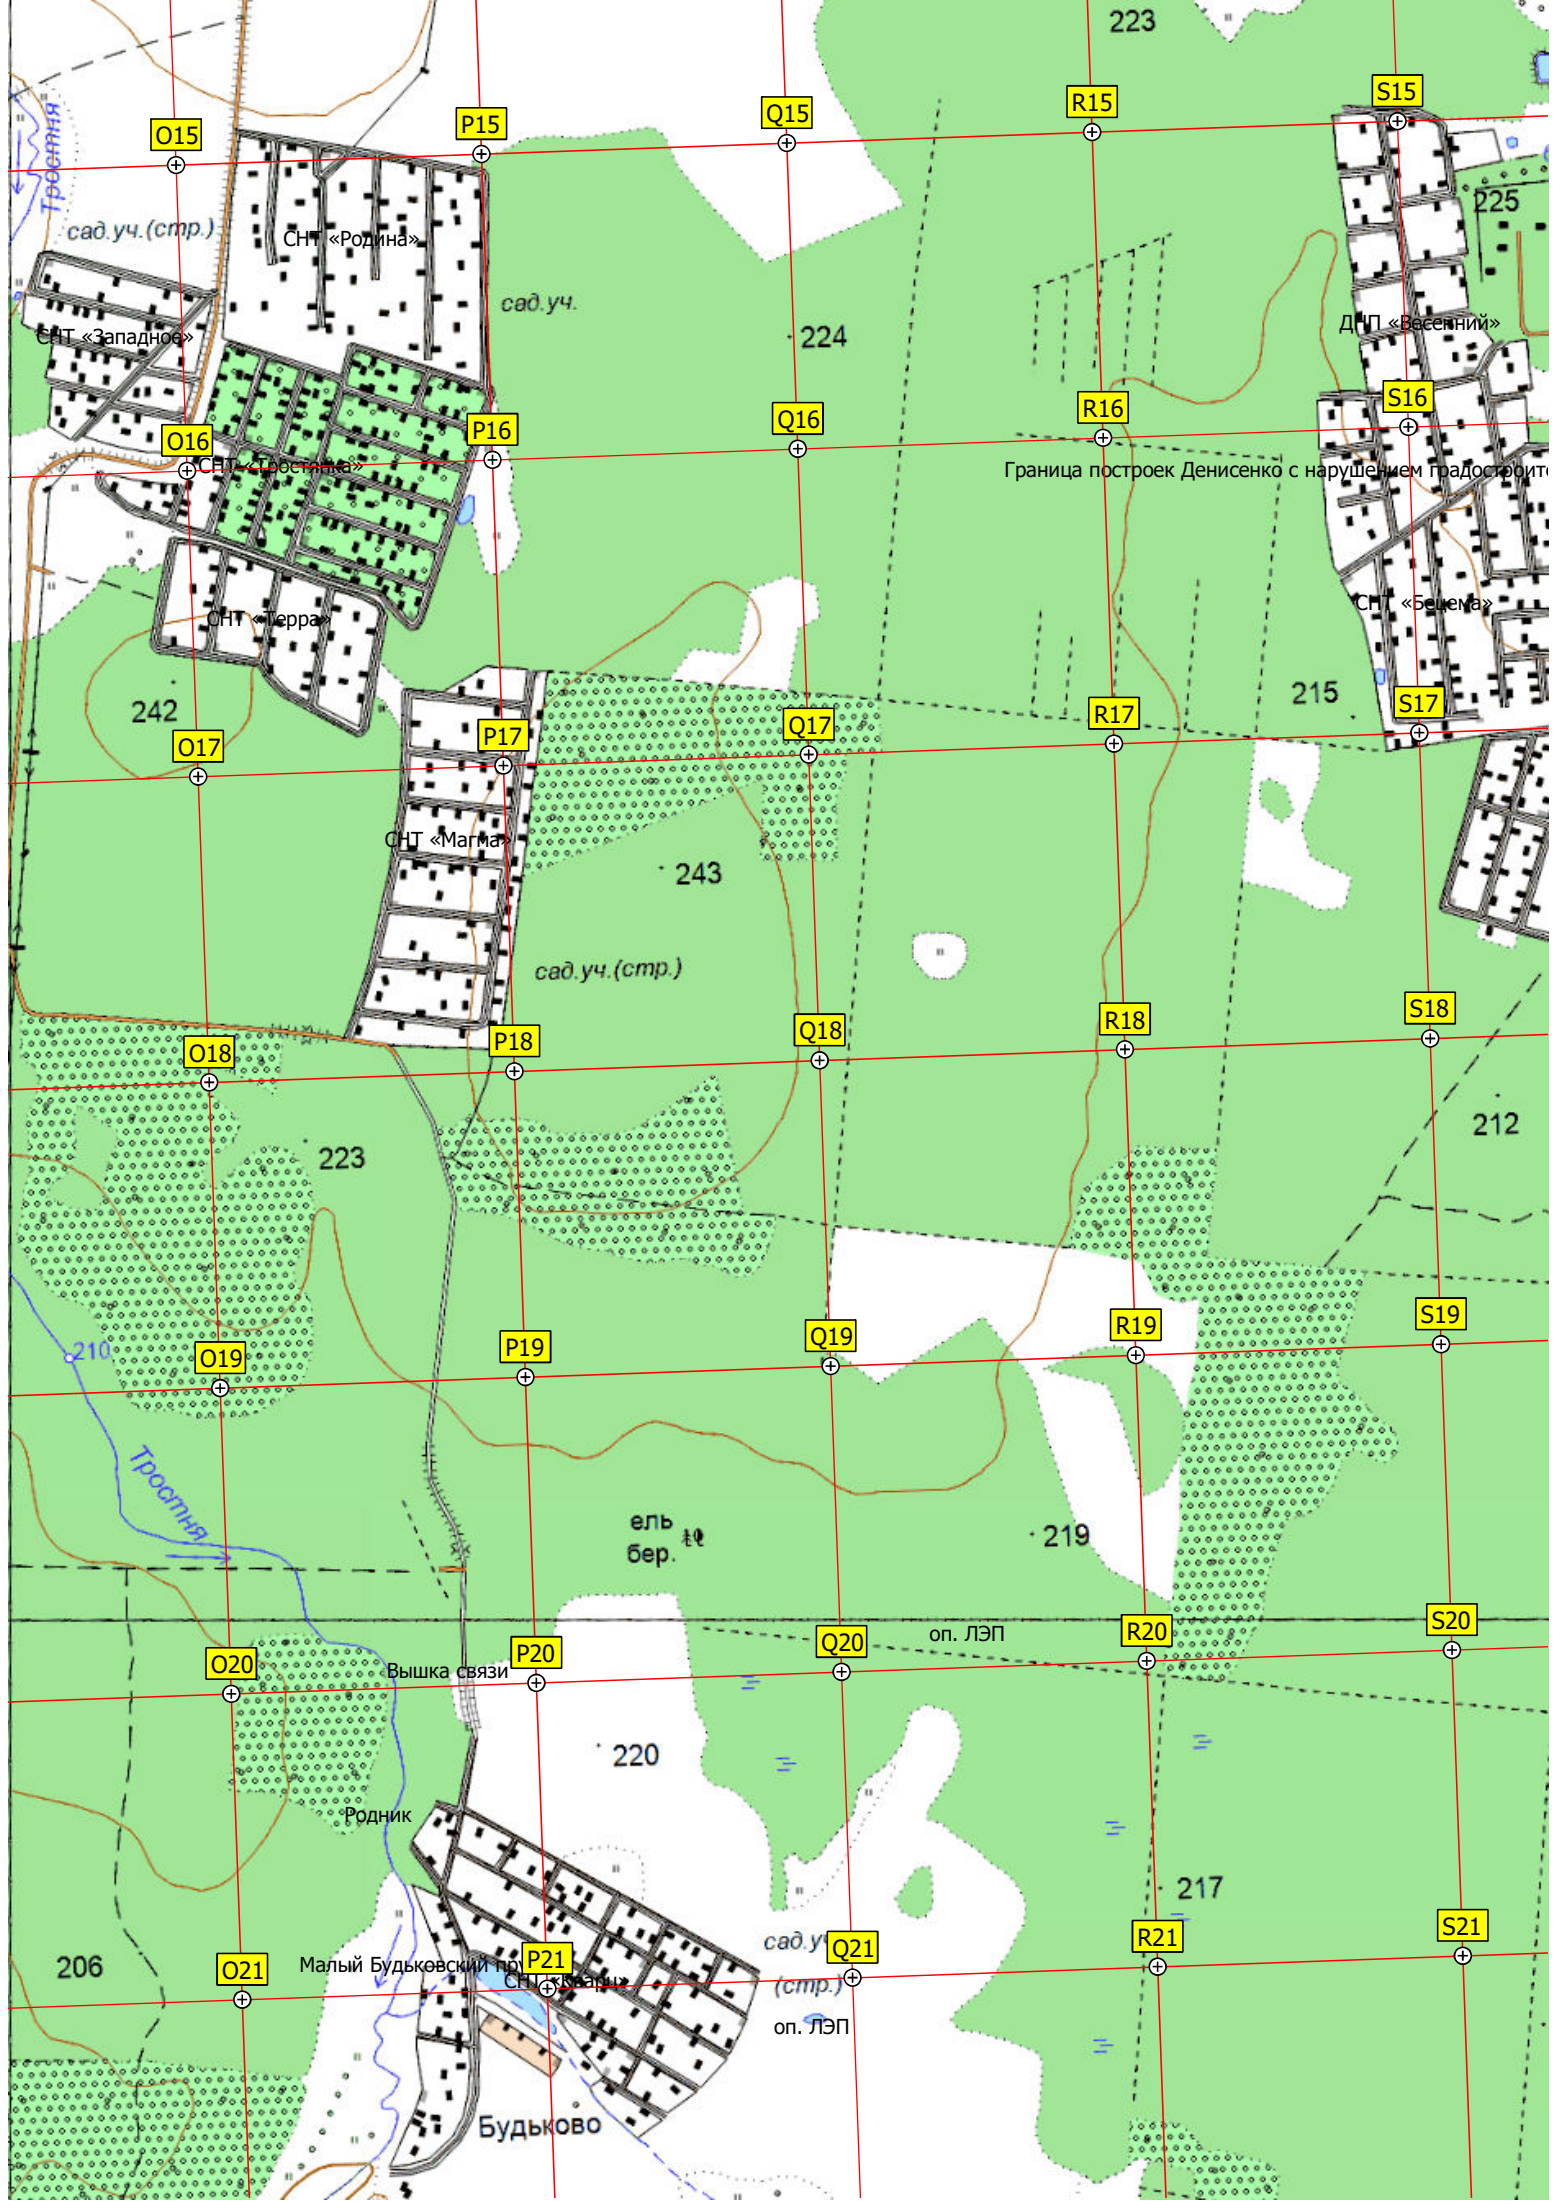 223
S15
R15
Q15
P15
O15
Тростня
225
сад.уч.(стр.)
СНТ «Родина»
сад.уч.
СНТ «Западное»
224
ДНП «Весенний»
S16
R16
Q16
P16
O16
СНТ «Тростянка»
Граница построек Денисенко с нарушением
СНТ «Терра»
СНТ «Бецема»
242
215
S17
R17
Q17
P17
O17
СНТ «Магма»
243
сад.уч.(стр.)
S18
R18
Q18
P18
O18
212
223
S19
R19
Q19
P19
O19
210
Тростня
ель
бер.
219
S20
R20
оп. ЛЭП
Q20
P20
O20
Вышка связи
220
Родник
217
S21
R21
Q21
P21
O21
сад.
(стр.)
206
Малый Будьковский
СНТ «Кварц»
оп. ЛЭП
Будьково